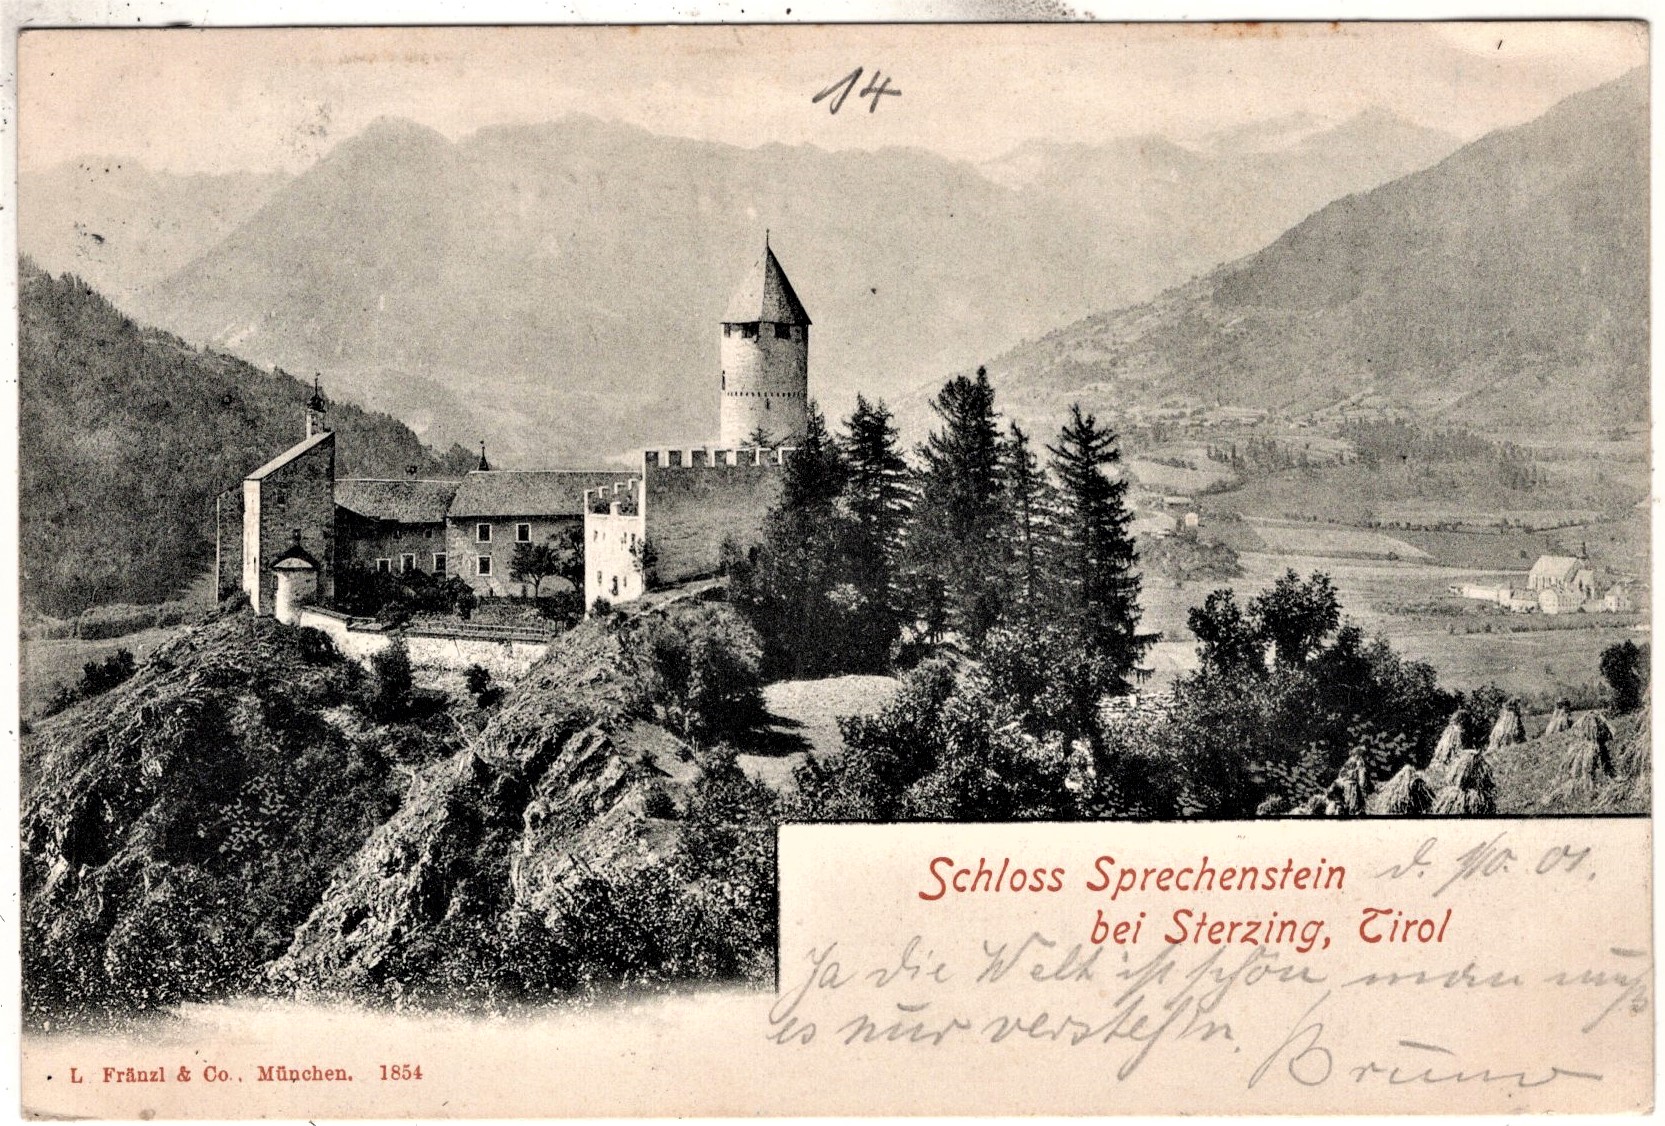 14
Schloss Sprechenstein d. 1/10. 01.
bei Sterzing, Tirol
Ja die Welt ist schön man muß
es nur versteh'n.
Bruno
L. Fränzl & Co., München. 1854